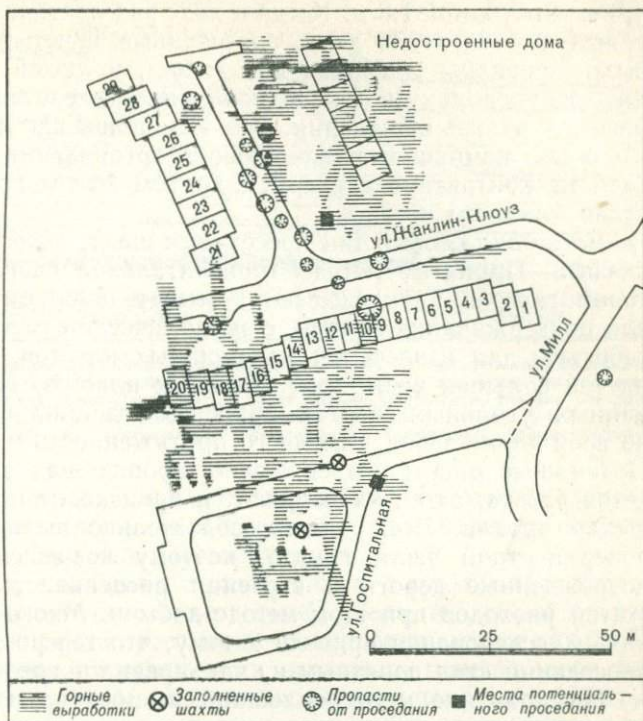 Недостроенные дома
29
28
27
26
25
24
23
22
21
ул. Жаклин-Клоуз
20 19 18 17 16 15 14 13 12 11 10 9 8 7 6 5 4 3 2 1
ул. Милл
ул. Госпитальная
0 25 50 м
Горные выработки
Заполненные шахты
Пропасти от проседания
Места потенциаль-
ного проседания